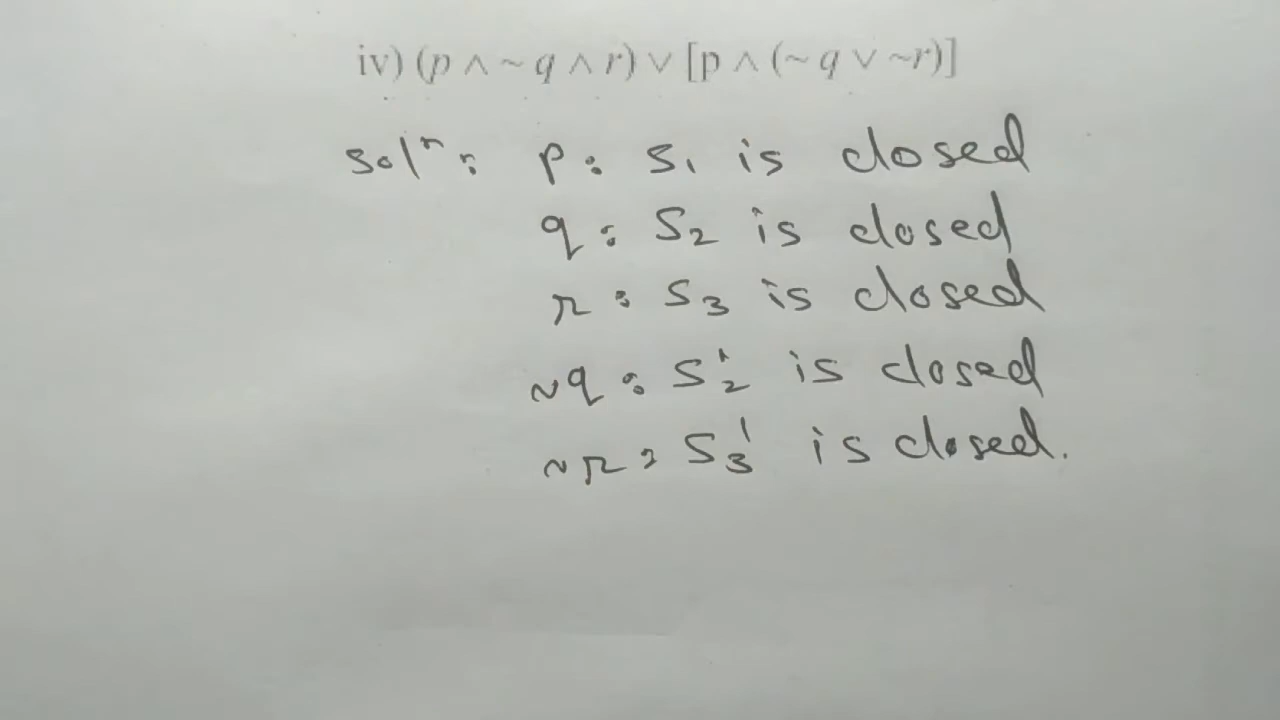 iv) (p ∧ ~ q ∧ r) ∨ [p ∧ (~ q ∨ ~r)]
Solⁿ : p : S₁ is closed
q : S₂ is closed
r : S₃ is closed
~q : S₂' is closed
~r : S₃' is closed.